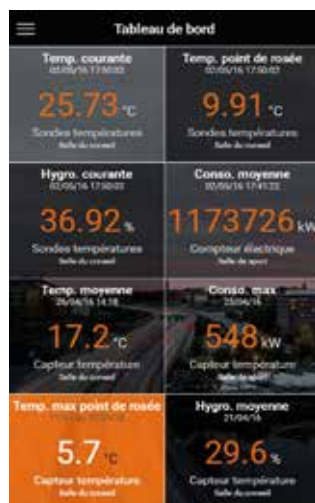 Tableau de bord
Temp. courante
02/05/16 17:50:02
25.73 °C
Sondes températures
Salle du conseil
Temp. point de rosée
02/05/16 17:50:02
9.91 °C
Sondes températures
Salle du conseil
Hygro. courante
02/05/16 17:50:02
36.92 %
Sondes températures
Salle du conseil
Conso. moyenne
02/05/16 17:41:22
1173726 kW
Compteur électrique
Salle de sport
Temp. moyenne
26/04/16 14:18
17.2 °C
Capteur température
Salle du conseil
Conso. max
23/04/16
548 kW
Capteur température
Salle de sport
Temp. max point de rosée
5.7 °C
Capteur température
Salle du conseil
Hygro. moyenne
21/04/16
29.6 %
Capteur température
Salle du conseil